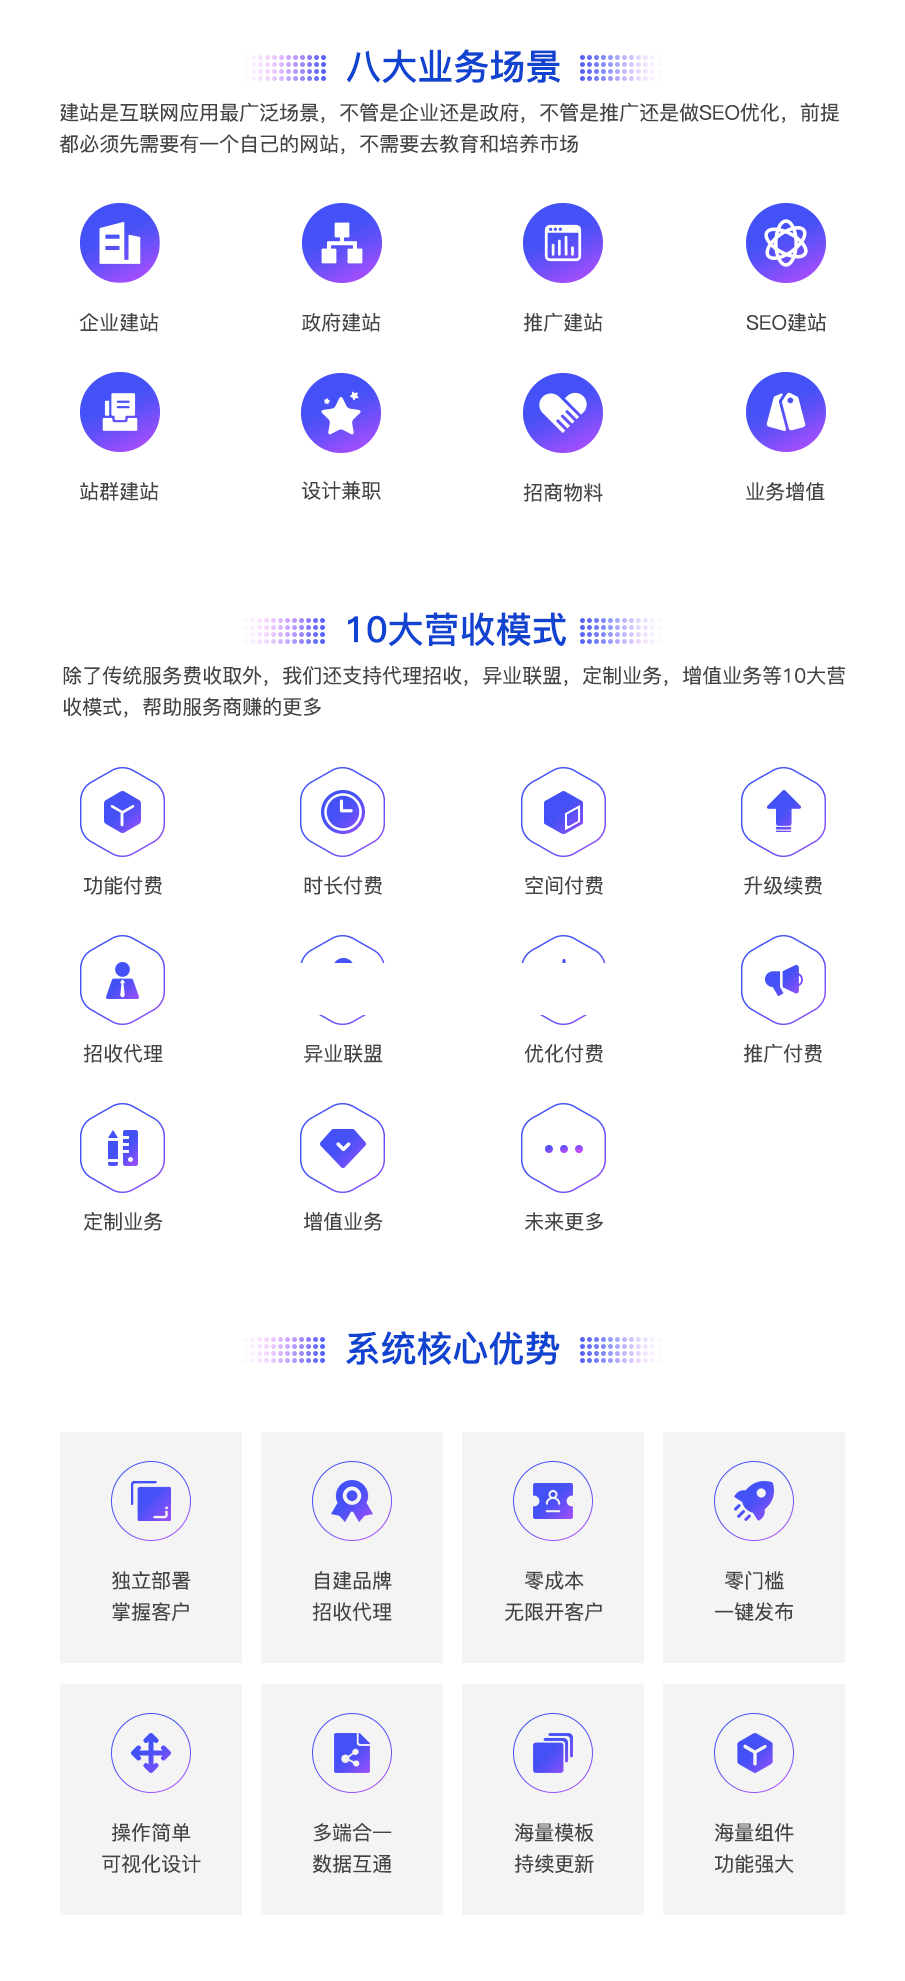 八大业务场景
建站是互联网应用最广泛场景，不管是企业还是政府，不管是推广还是做SEO优化，前提
都必须先需要有一个自己的网站，不需要去教育和培养市场
企业建站
政府建站
推广建站
SEO建站
站群建站
设计兼职
招商物料
业务增值
10大营收模式
除了传统服务费收取外，我们还支持代理招收，异业联盟，定制业务，增值业务等10大营
收模式，帮助服务商赚的更多
功能付费
时长付费
空间付费
升级续费
招收代理
异业联盟
优化付费
推广付费
定制业务
增值业务
未来更多
系统核心优势
独立部署
掌握客户
自建品牌
招收代理
零成本
无限开客户
零门槛
一键发布
操作简单
可视化设计
多端合一
数据互通
海量模板
持续更新
海量组件
功能强大